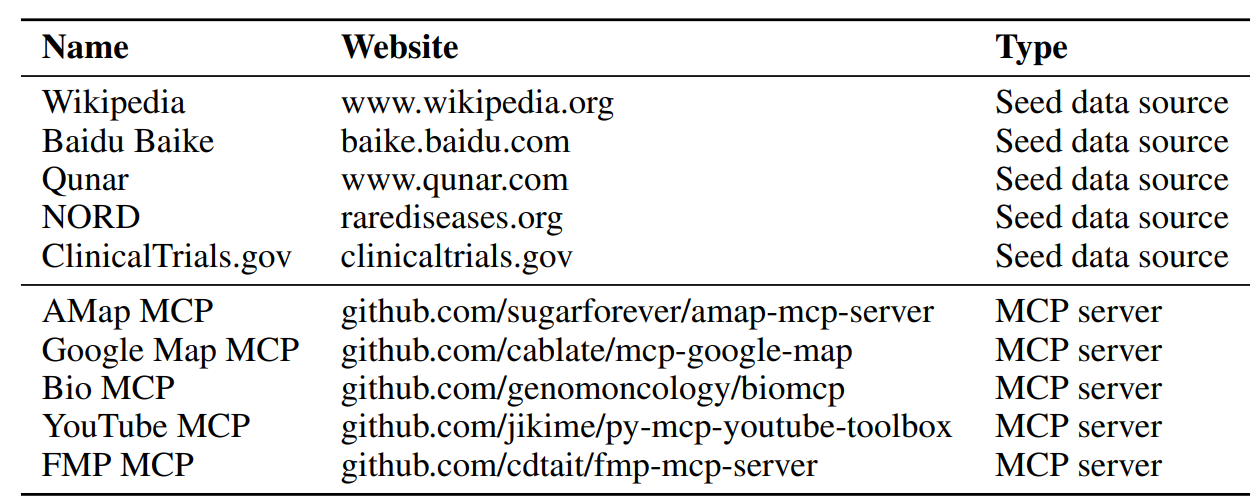 Name Website Type
Wikipedia www.wikipedia.org Seed data source
Baidu Baike baike.baidu.com Seed data source
Qunar www.qunar.com Seed data source
NORD rarediseases.org Seed data source
ClinicalTrials.gov clinicaltrials.gov Seed data source
AMap MCP github.com/sugarforever/amap-mcp-server MCP server
Google Map MCP github.com/cablate/mcp-google-map MCP server
Bio MCP github.com/genomoncology/biomcp MCP server
YouTube MCP github.com/jikime/py-mcp-youtube-toolbox MCP server
FMP MCP github.com/cdtait/fmp-mcp-server MCP server